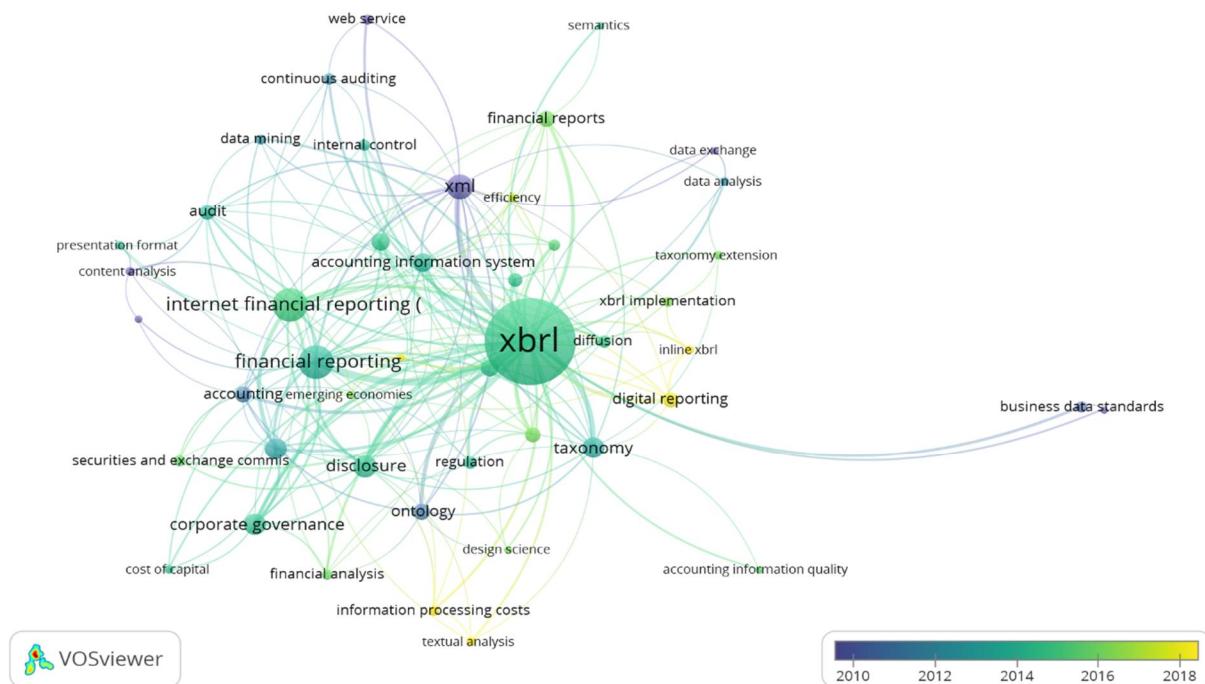 web service
semantics
continuous auditing
financial reports
data mining
internal control
data exchange
data analysis
xml
efficiency
audit
presentation format
taxonomy extension
content analysis
accounting information system
internet financial reporting (
xbrl implementation
xbrl
diffusion
inline xbrl
financial reporting
accounting
emerging economies
digital reporting
business data standards
taxonomy
securities and exchange commis
disclosure
regulation
ontology
corporate governance
design science
cost of capital
financial analysis
accounting information quality
information processing costs
textual analysis
VOSviewer
2010
2012
2014
2016
2018